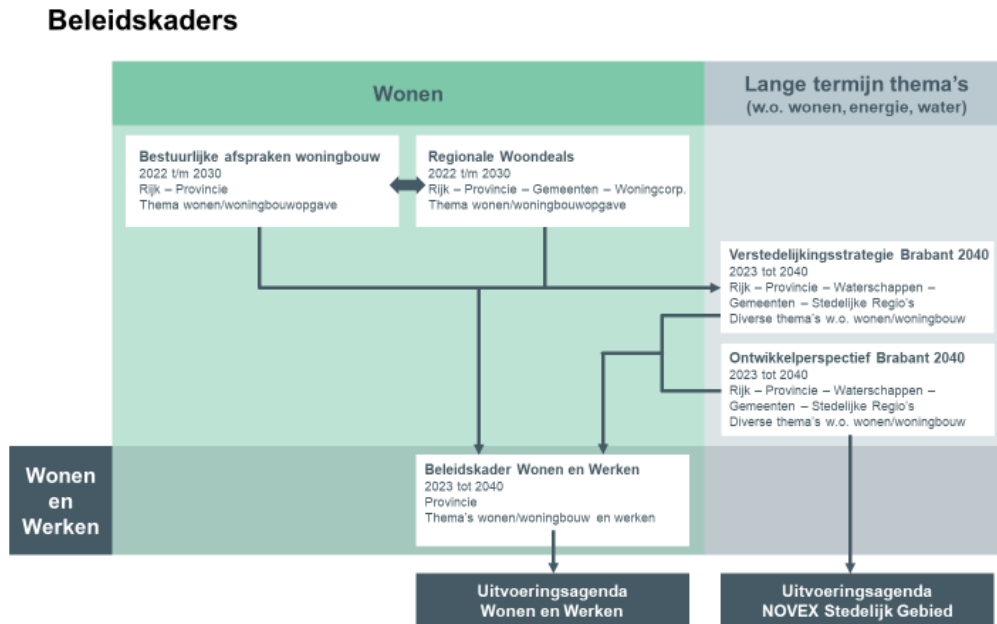 Beleidskaders
Wonen
Lange termijn thema's
(w.o. wonen, energie, water)
Bestuurlijke afspraken woningbouw
2022 t/m 2030
Rijk – Provincie
Thema wonen/woningbouwopgave
Regionale Woondeals
2022 t/m 2030
Rijk – Provincie – Gemeenten – Woningcorp.
Thema wonen/woningbouwopgave
Verstedelijkingsstrategie Brabant 2040
2023 tot 2040
Rijk – Provincie – Waterschappen –
Gemeenten – Stedelijke Regio's
Diverse thema's w.o. wonen/woningbouw
Ontwikkelperspectief Brabant 2040
2023 tot 2040
Rijk – Provincie – Waterschappen –
Gemeenten – Stedelijke Regio's
Diverse thema's w.o. wonen/woningbouw
Wonen
en
Werken
Beleidskader Wonen en Werken
2023 tot 2040
Provincie
Thema's wonen/woningbouw en werken
Uitvoeringsagenda
Wonen en Werken
Uitvoeringsagenda
NOVEX Stedelijk Gebied